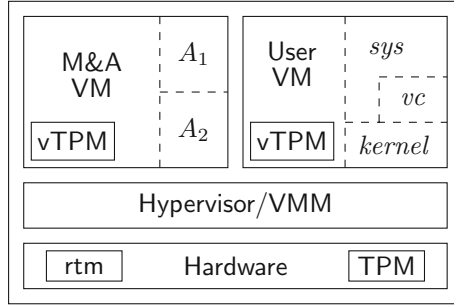 M&A
VM
A₁
A₂
vTPM
User
VM
sys
vc
kernel
vTPM
Hypervisor/VMM
rtm
Hardware
TPM